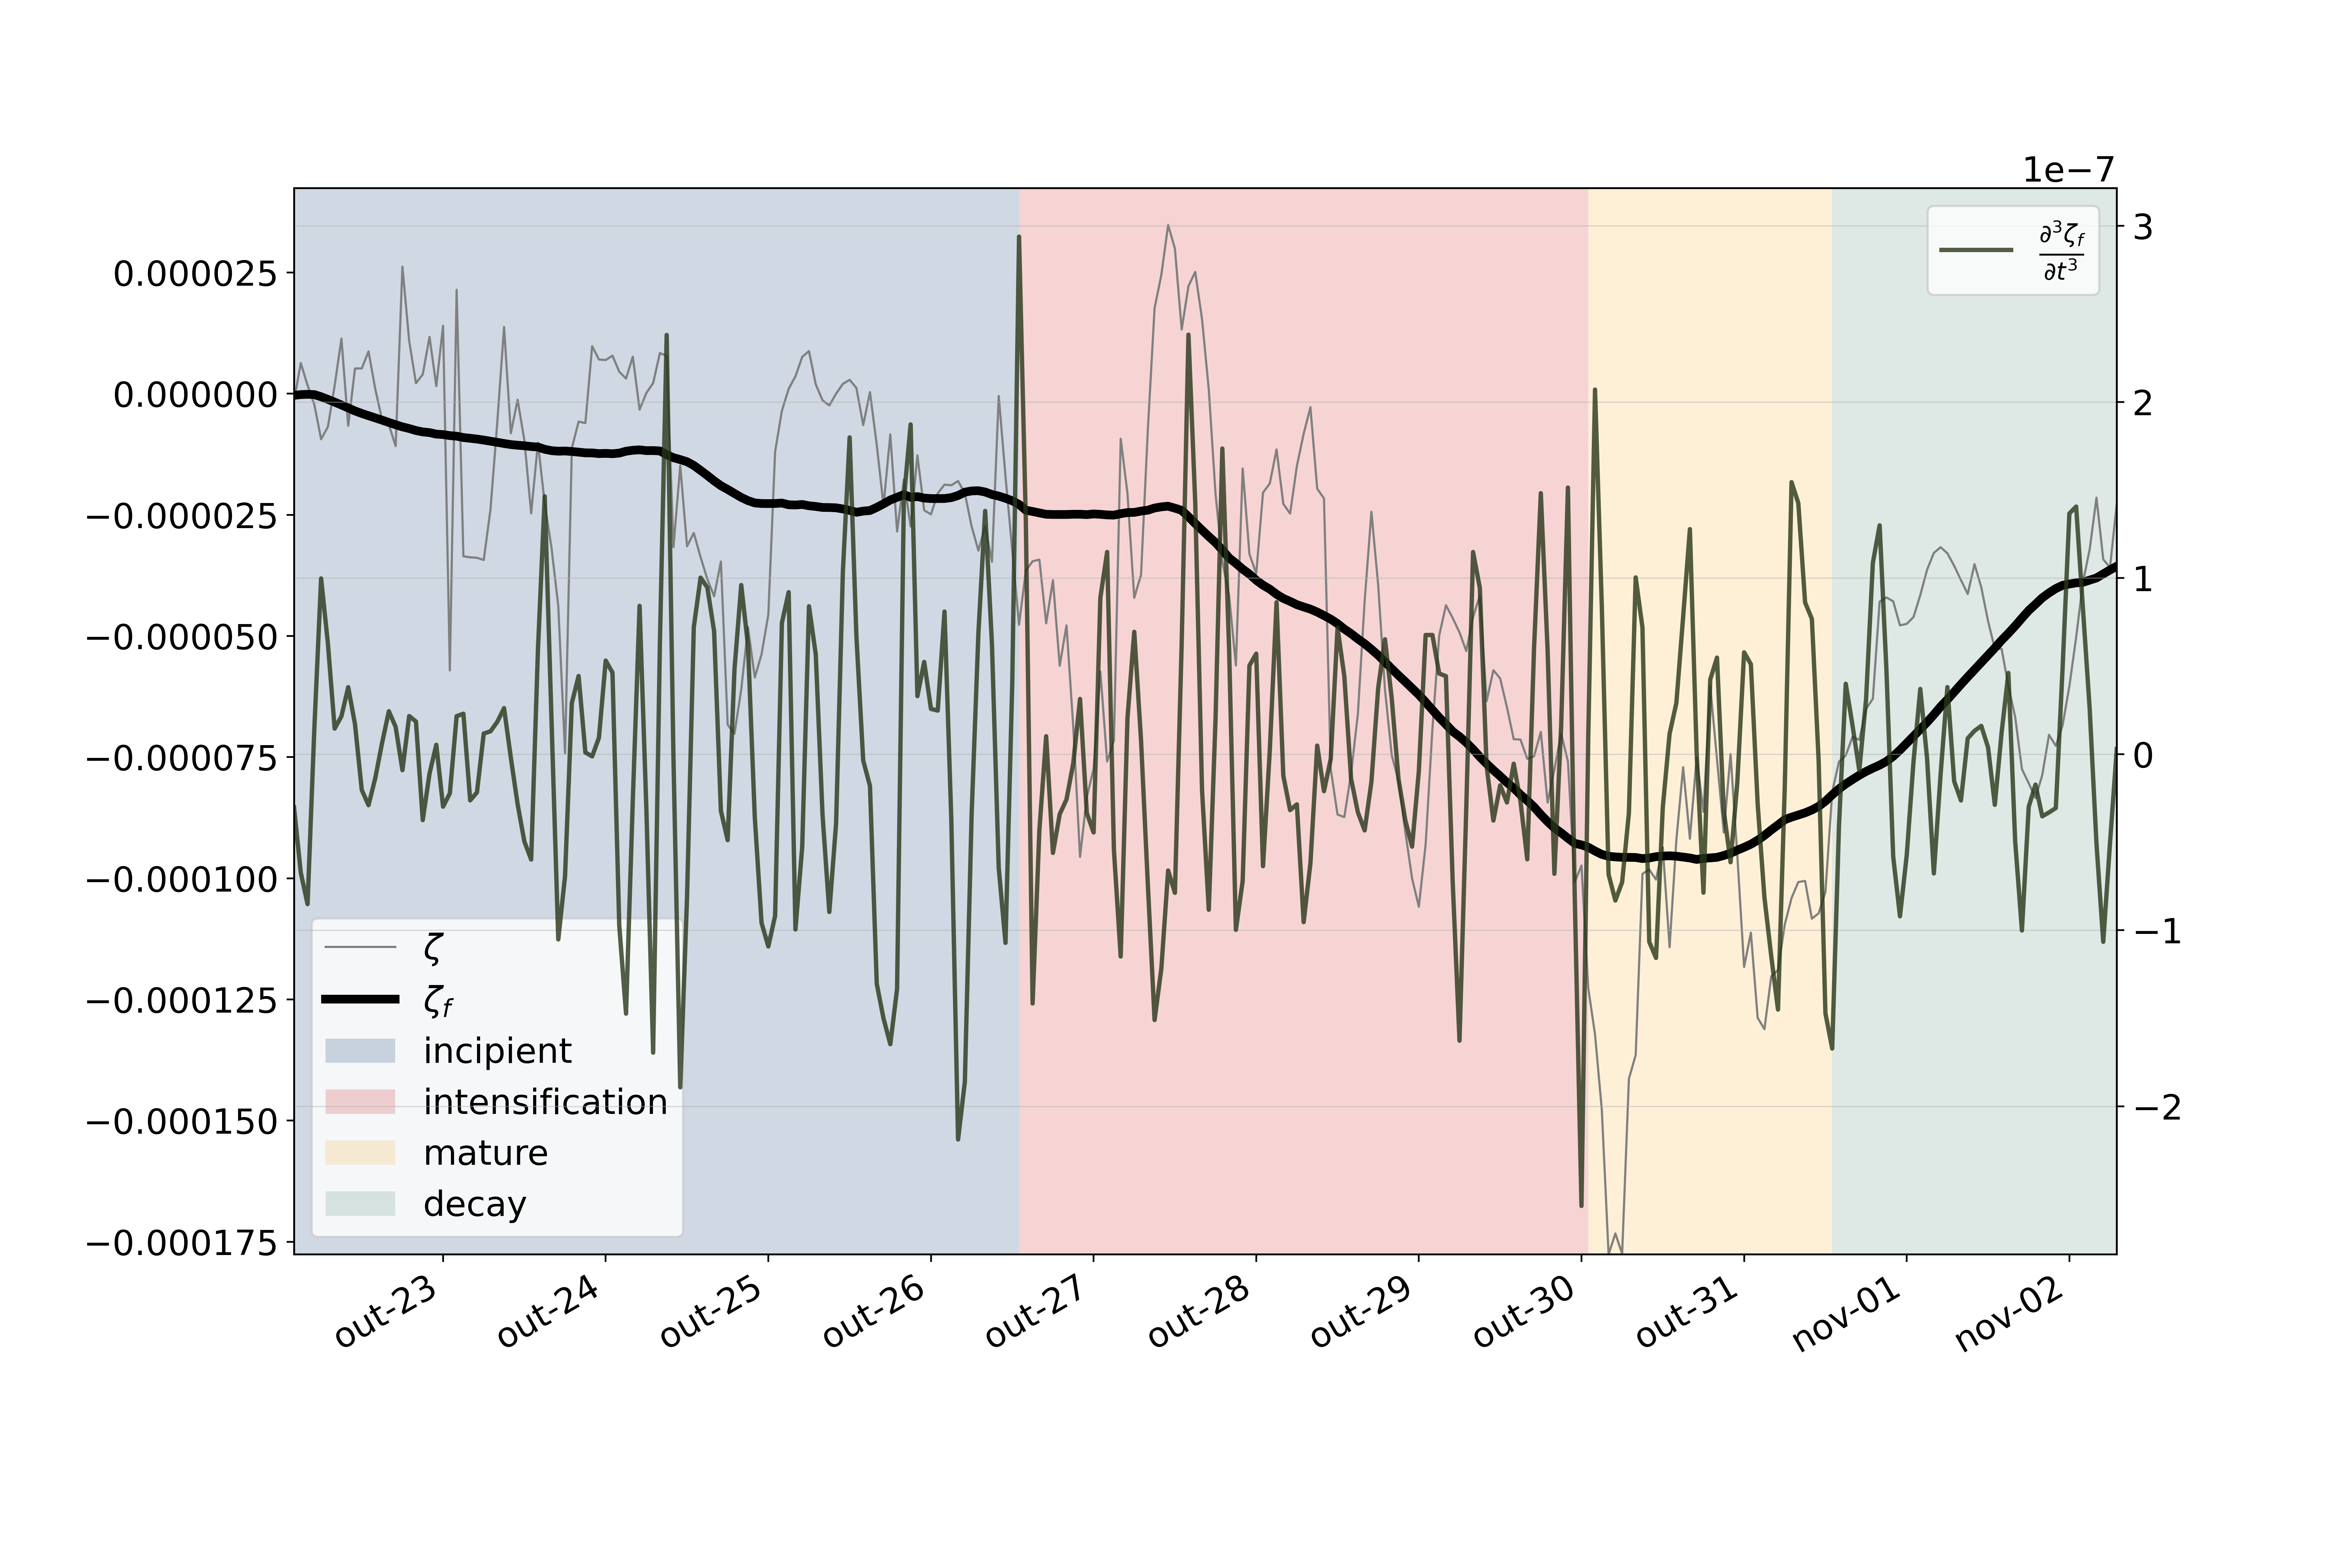 1e−7
0.000025
0.000000
−0.000025
−0.000050
−0.000075
−0.000100
−0.000125
−0.000150
−0.000175
3
2
1
0
−1
−2
∂³ζ_f
∂t³
ζ
ζ_f
incipient
intensification
mature
decay
out-23
out-24
out-25
out-26
out-27
out-28
out-29
out-30
out-31
nov-01
nov-02